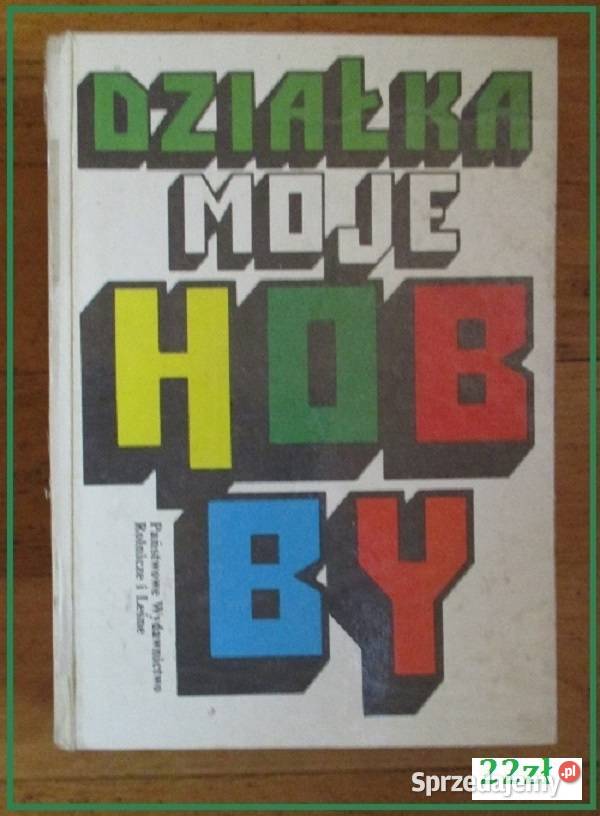 DZIAŁKA
MOJE
HOB
BY
Państwowe Wydawnictwo
Rolnicze i Leśne
22zł
Sprzedajemy.pl